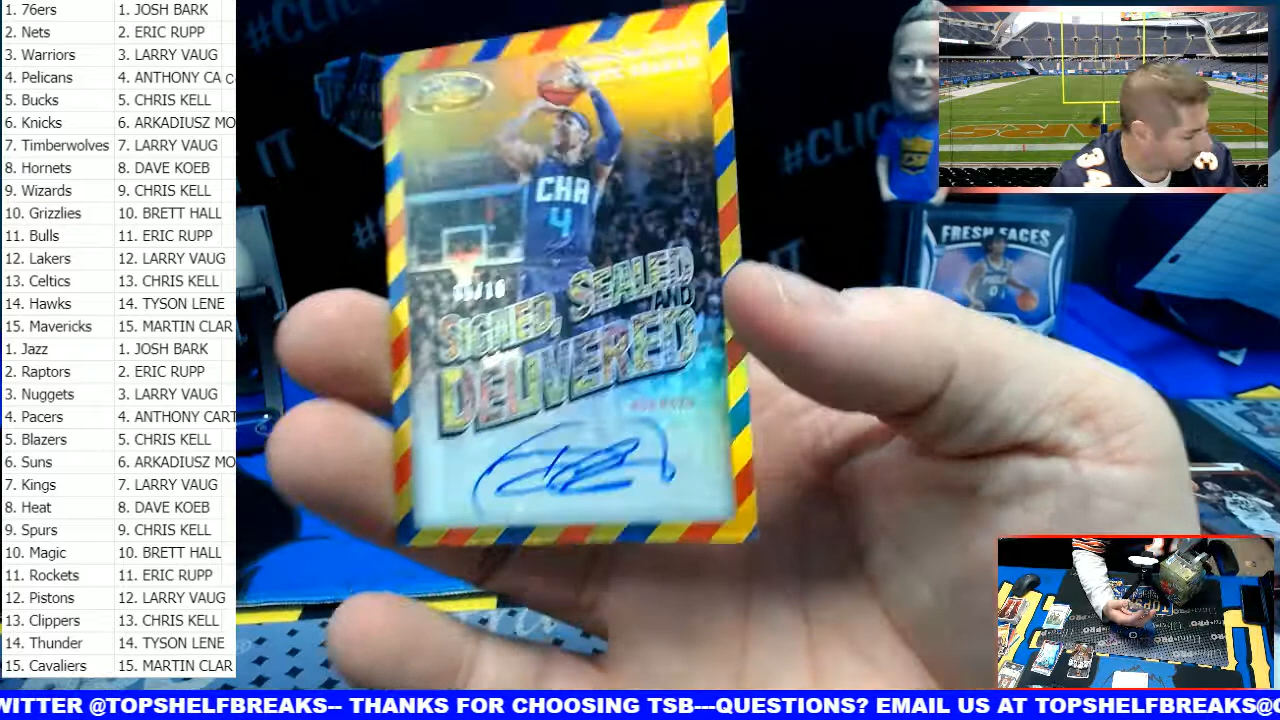 1. 76ers 1. JOSH BARK
2. Nets 2. ERIC RUPP
3. Warriors 3. LARRY VAUG
4. Pelicans 4. ANTHONY CA
5. Bucks 5. CHRIS KELL
6. Knicks 6. ARKADIUSZ MO
7. Timberwolves 7. LARRY VAUG
8. Hornets 8. DAVE KOEB
9. Wizards 9. CHRIS KELL
10. Grizzlies 10. BRETT HALL
11. Bulls 11. ERIC RUPP
12. Lakers 12. LARRY VAUG
13. Celtics 13. CHRIS KELL
14. Hawks 14. TYSON LENE
15. Mavericks 15. MARTIN CLAR
1. Jazz 1. JOSH BARK
2. Raptors 2. ERIC RUPP
3. Nuggets 3. LARRY VAUG
4. Pacers 4. ANTHONY CART
5. Blazers 5. CHRIS KELL
6. Suns 6. ARKADIUSZ MO
7. Kings 7. LARRY VAUG
8. Heat 8. DAVE KOEB
9. Spurs 9. CHRIS KELL
10. Magic 10. BRETT HALL
11. Rockets 11. ERIC RUPP
12. Pistons 12. LARRY VAUG
13. Clippers 13. CHRIS KELL
14. Thunder 14. TYSON LENE
15. Cavaliers 15. MARTIN CLAR
CHA
4
SIGNED, SEALED
AND
DELIVERED
HORNETS
#CLIC
FRESH FACES
34
WITTER @TOPSHELFBREAKS-- THANKS FOR CHOOSING TSB---QUESTIONS? EMAIL US AT TOPSHELFBREAKS@